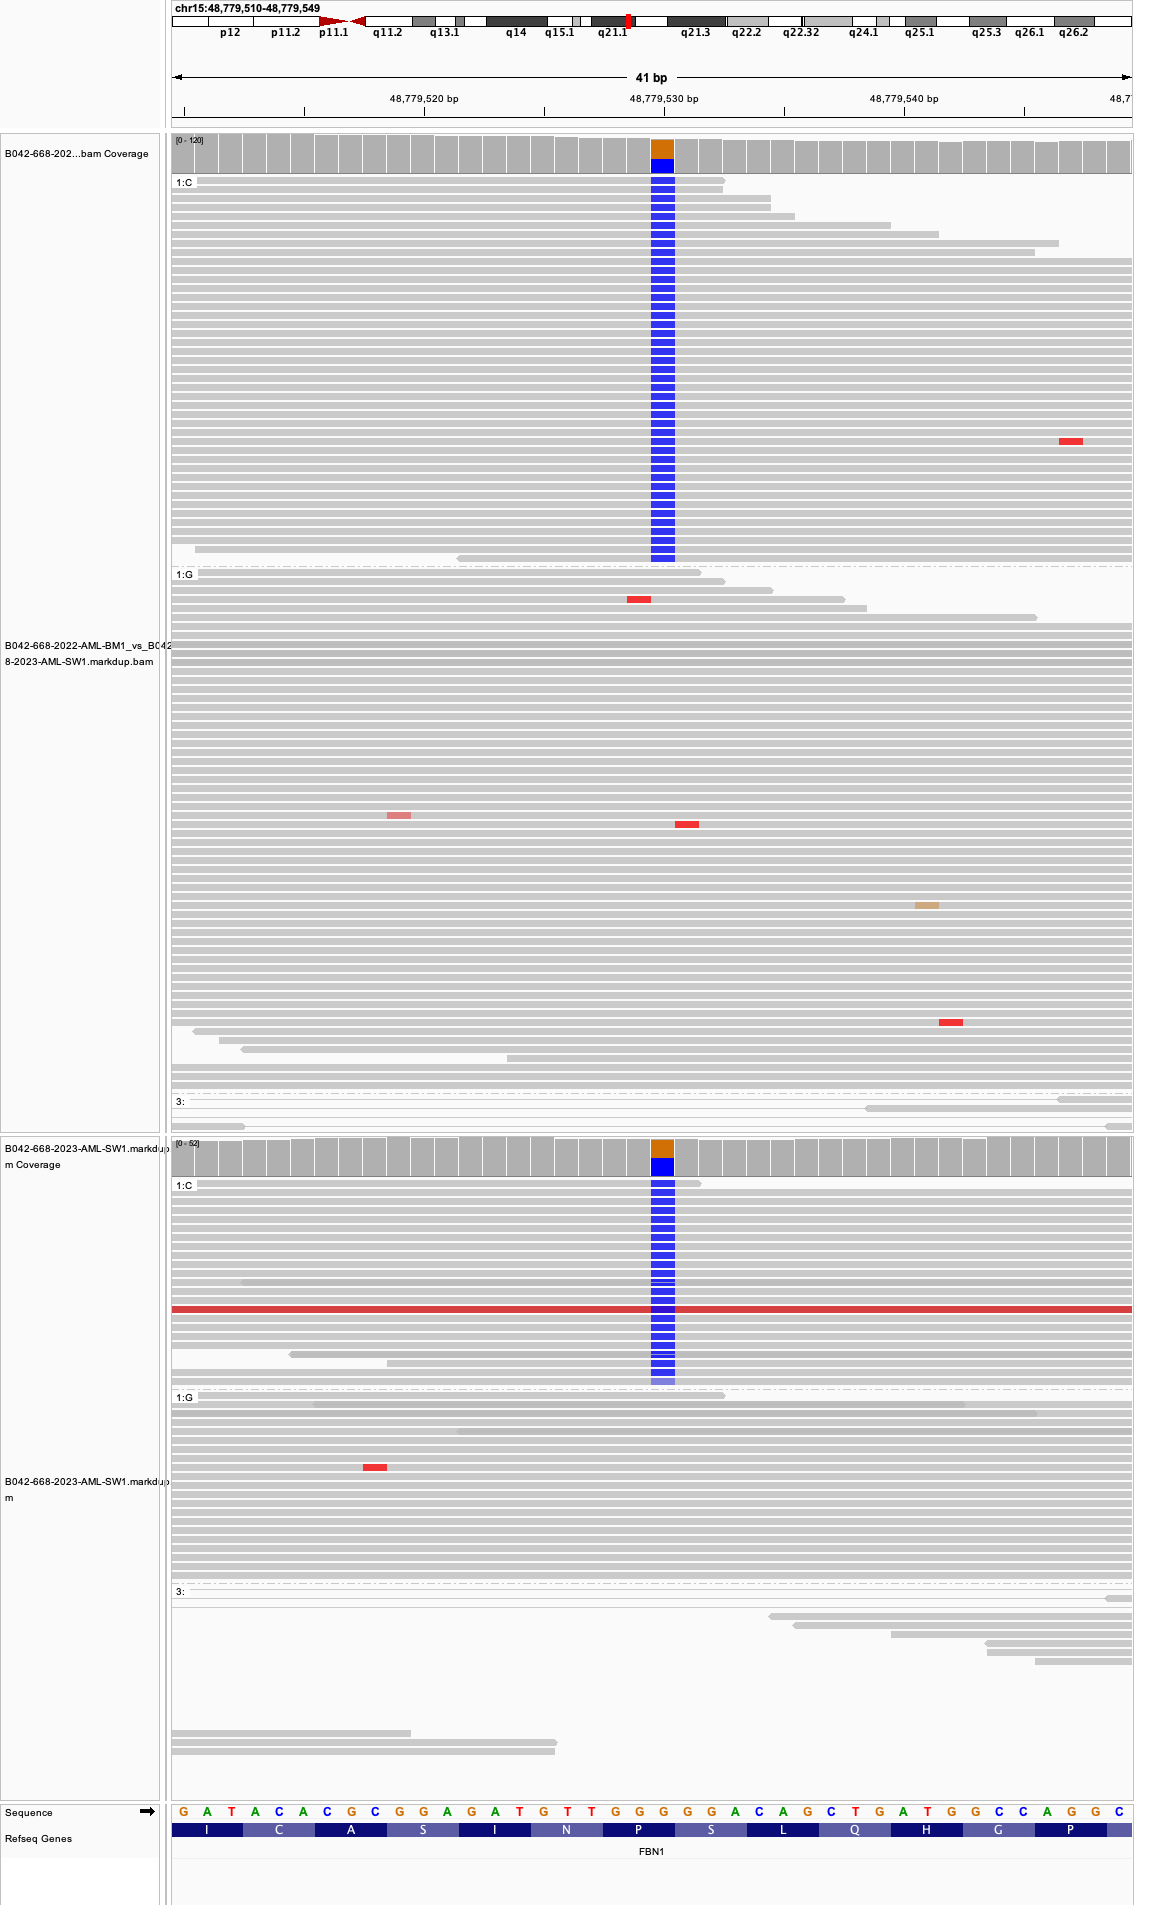 chr15:48,779,510-48,779,549
p12 p11.2 p11.1 q11.2 q13.1 q14 q15.1 q21.1 q21.3 q22.2 q22.32 q24.1 q25.1 q25.3 q26.1 q26.2
41 bp
48,779,520 bp 48,779,530 bp 48,779,540 bp 48,7
B042-668-202...bam Coverage
[0 - 120]
1:C
1:G
B042-668-2022-AML-BM1_vs_B042
8-2023-AML-SW1.markdup.bam
3:
B042-668-2023-AML-SW1.markdup
m Coverage
[0 - 52]
1:C
1:G
B042-668-2023-AML-SW1.markdup
m
3:
Sequence
G A T A C A C G C G G A G A T G T T G G G G G A C A G C T G A T G G C C A G G C
Refseq Genes
I C A S I N P S L Q H G P
FBN1